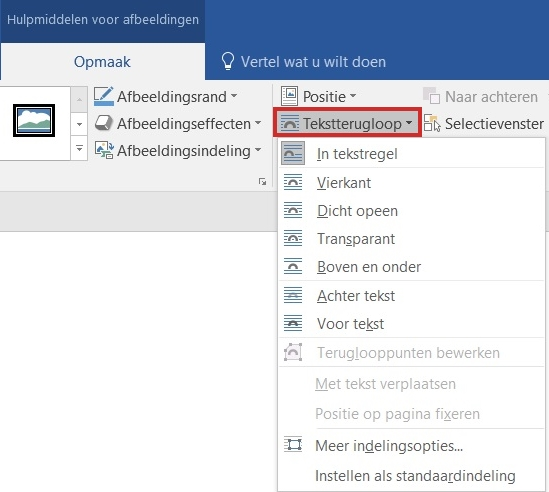 Hulpmiddelen voor afbeeldingen
Opmaak
Vertel wat u wilt doen
Afbeeldingsrand
Positie
Naar achteren
Afbeeldingseffecten
Tekstterugloop
Selectievenster
Afbeeldingsindeling
In tekstregel
Vierkant
Dicht opeen
Transparant
Boven en onder
Achter tekst
Voor tekst
Teruglooppunten bewerken
Met tekst verplaatsen
Positie op pagina fixeren
Meer indelingsopties...
Instellen als standaardindeling